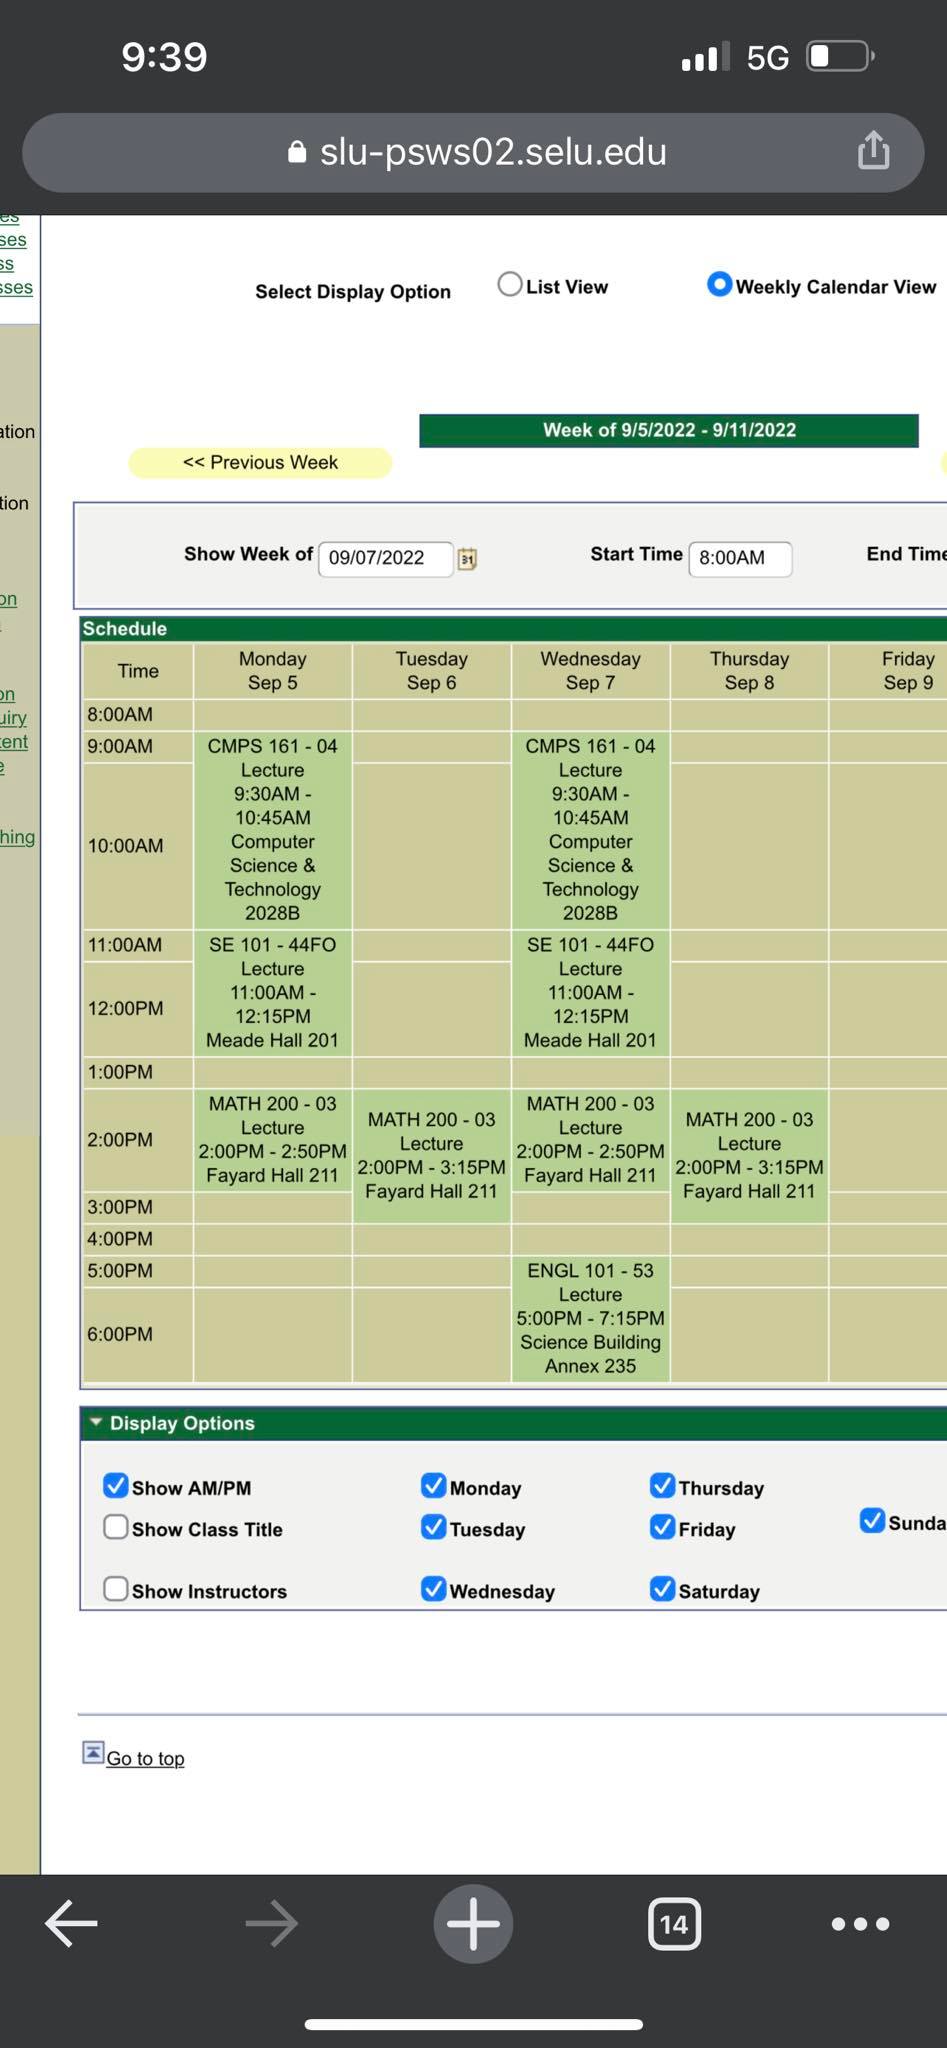 9:39
5G
slu-psws02.selu.edu
ses
ss
sses
Select Display Option
List View
Weekly Calendar View
ation
tion
on
on
uiry
tent
e
hing
Week of 9/5/2022 - 9/11/2022
<< Previous Week
Show Week of
09/07/2022
31
Start Time
8:00AM
End Time
Schedule
Time
Monday
Sep 5
Tuesday
Sep 6
Wednesday
Sep 7
Thursday
Sep 8
Friday
Sep 9
8:00AM
9:00AM
10:00AM
11:00AM
12:00PM
1:00PM
2:00PM
3:00PM
4:00PM
5:00PM
6:00PM
CMPS 161 - 04
Lecture
9:30AM -
10:45AM
Computer
Science &
Technology
2028B
SE 101 - 44FO
Lecture
11:00AM -
12:15PM
Meade Hall 201
MATH 200 - 03
Lecture
2:00PM - 2:50PM
Fayard Hall 211
MATH 200 - 03
Lecture
2:00PM - 3:15PM
Fayard Hall 211
CMPS 161 - 04
Lecture
9:30AM -
10:45AM
Computer
Science &
Technology
2028B
SE 101 - 44FO
Lecture
11:00AM -
12:15PM
Meade Hall 201
MATH 200 - 03
Lecture
2:00PM - 2:50PM
Fayard Hall 211
ENGL 101 - 53
Lecture
5:00PM - 7:15PM
Science Building
Annex 235
MATH 200 - 03
Lecture
2:00PM - 3:15PM
Fayard Hall 211
Display Options
Show AM/PM
Monday
Thursday
Show Class Title
Tuesday
Friday
Sunda
Show Instructors
Wednesday
Saturday
Go to top
14